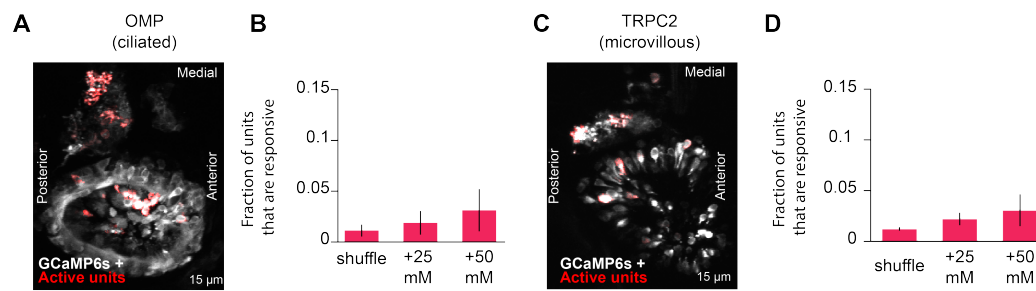 A
OMP
(ciliated)
Medial
Posterior
Anterior
GCaMP6s +
Active units
15 µm
B
Fraction of units
that are responsive
0.15
0.1
0.05
0
shuffle
+25
mM
+50
mM
C
TRPC2
(microvillous)
Medial
Posterior
Anterior
GCaMP6s +
Active units
15 µm
D
Fraction of units
that are responsive
0.15
0.1
0.05
0
shuffle
+25
mM
+50
mM